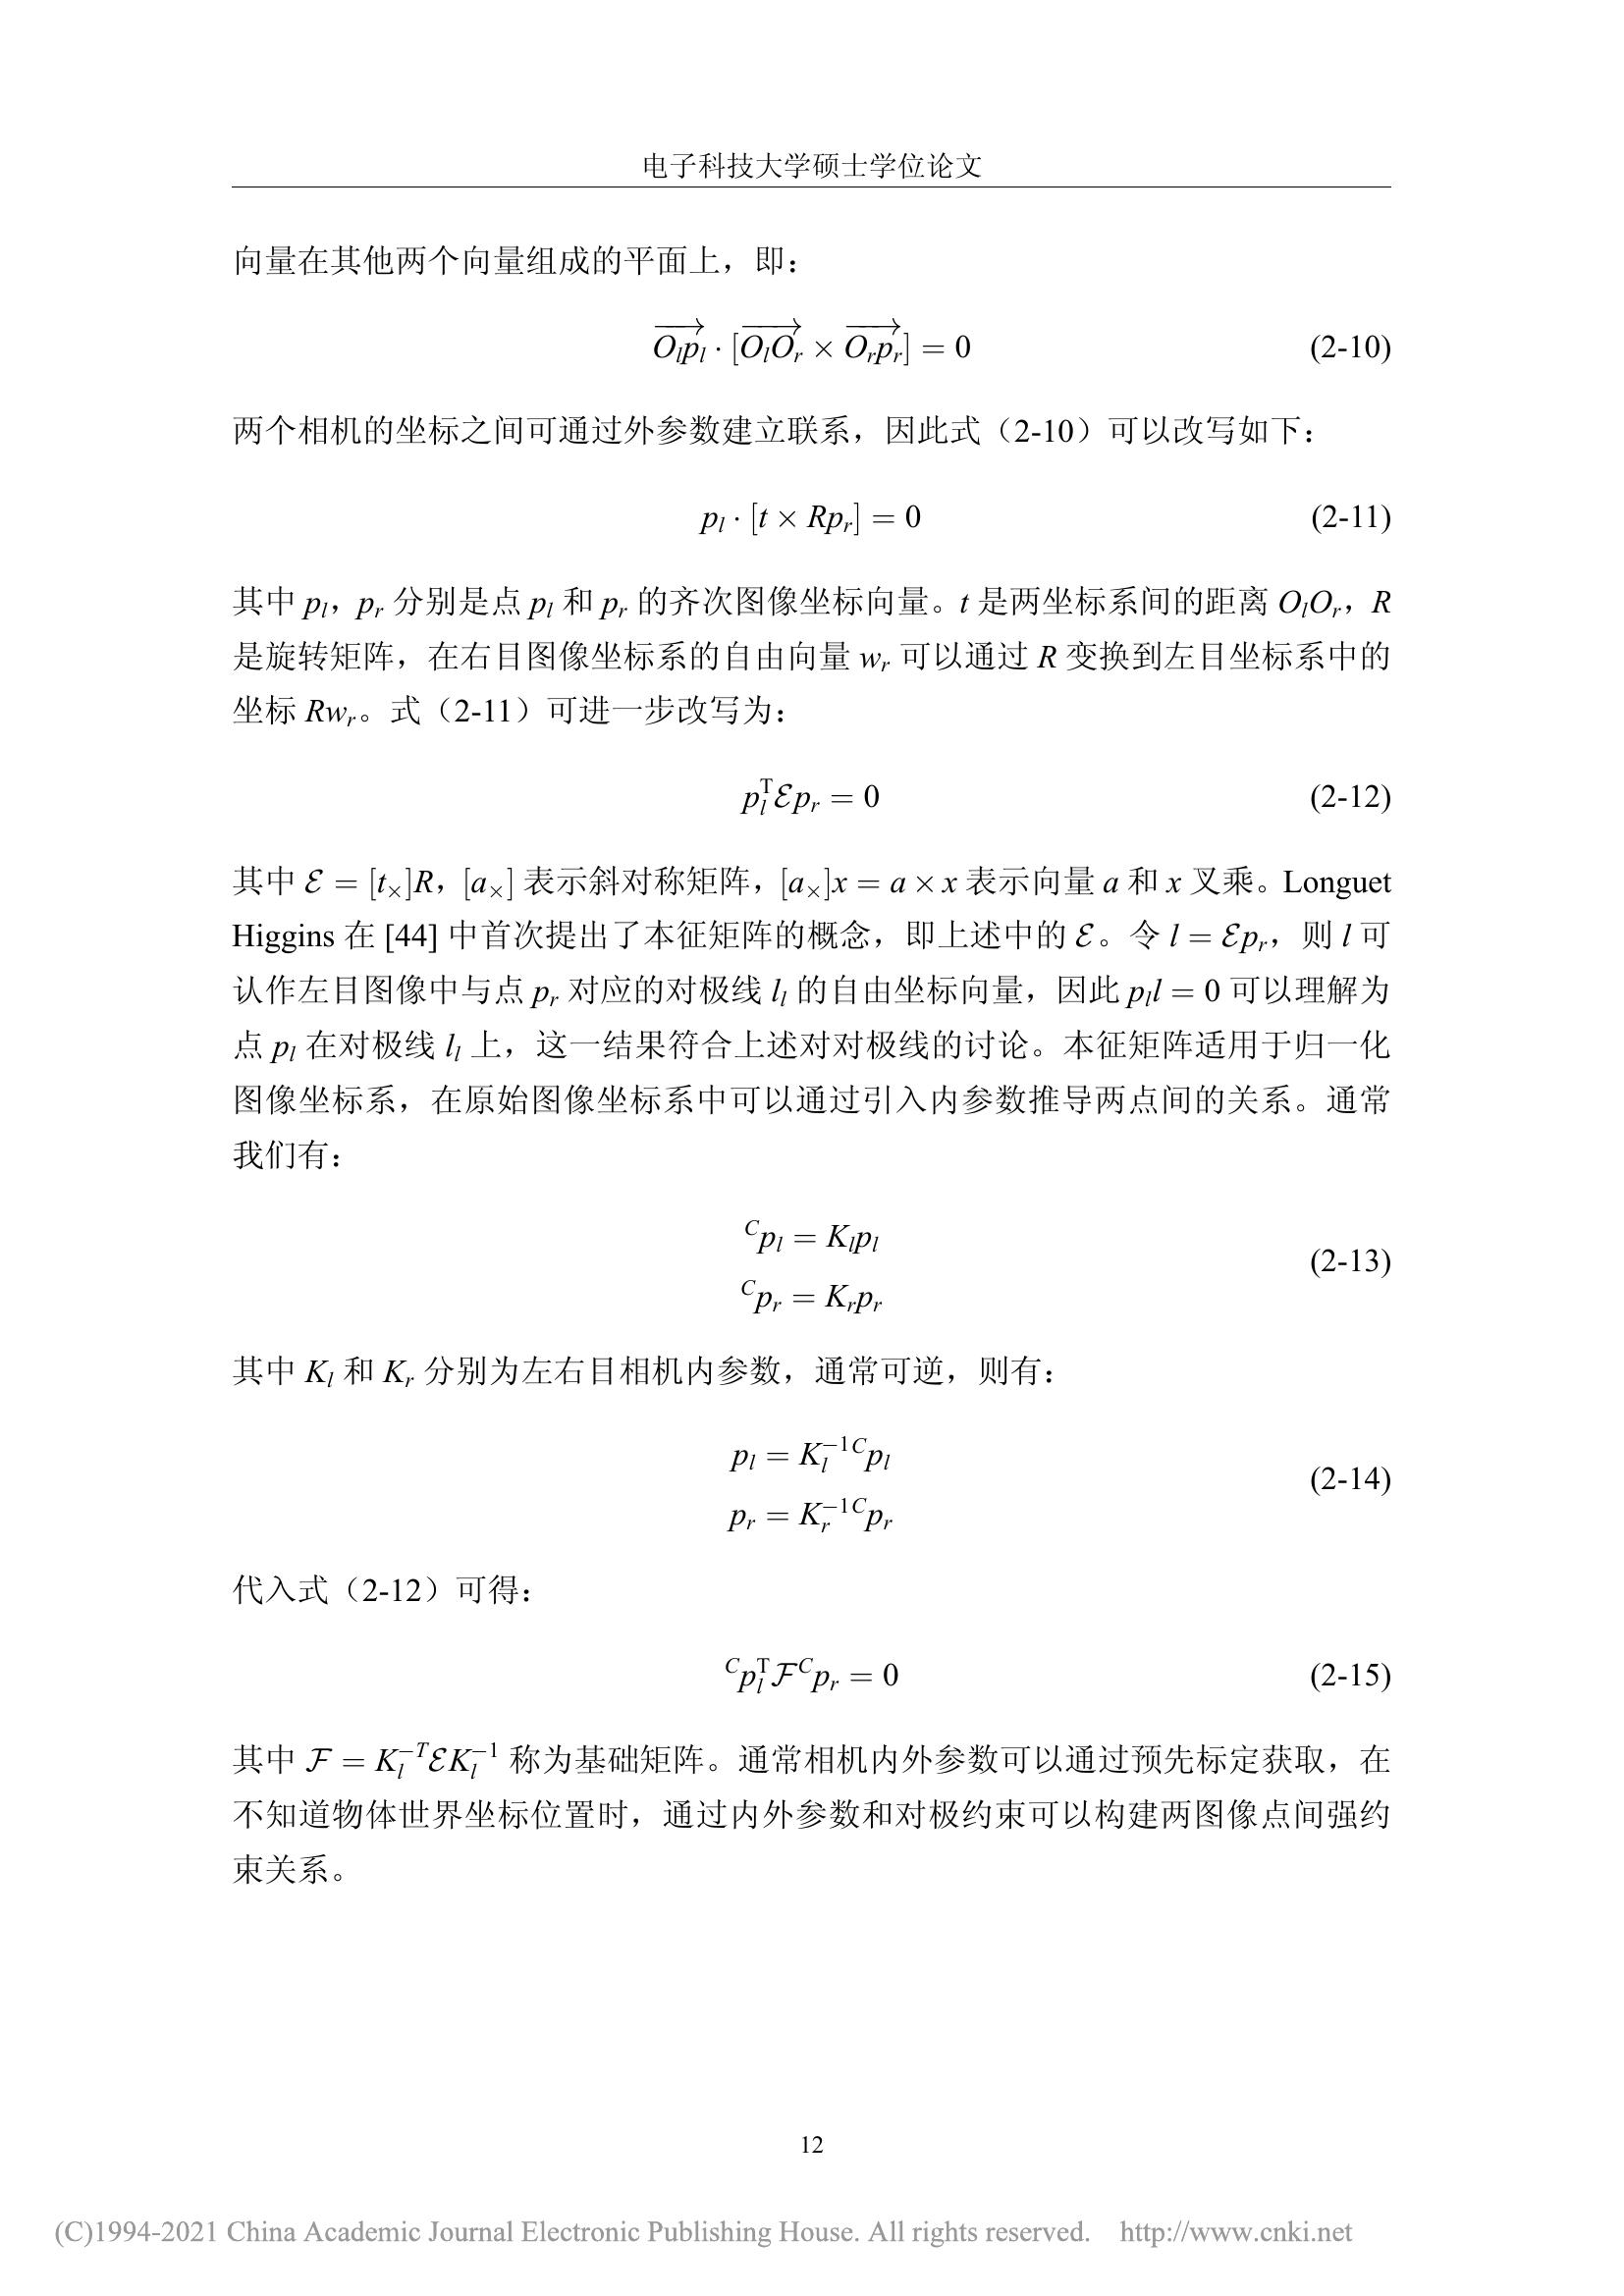 电子科技大学硕士学位论文
向量在其他两个向量组成的平面上，即：
$\overrightarrow{O_l p_l} \cdot [\overrightarrow{O_l O_r} \times \overrightarrow{O_r p_r}] = 0$ (2-10)
两个相机的坐标之间可通过外参数建立联系，因此式（2-10）可以改写如下：
$p_l \cdot [t \times R p_r] = 0$ (2-11)
其中 $p_l$，$p_r$ 分别是点 $p_l$ 和 $p_r$ 的齐次图像坐标向量。$t$ 是两坐标系间的距离 $O_l O_r$，$R$
是旋转矩阵，在右目图像坐标系的自由向量 $w_r$ 可以通过 $R$ 变换到左目坐标系中的
坐标 $R w_r$。式（2-11）可进一步改写为：
$p_l^{\mathrm{T}} \mathcal{E} p_r = 0$ (2-12)
其中 $\mathcal{E} = [t_\times]R$，$[a_\times]$ 表示斜对称矩阵，$[a_\times]x = a \times x$ 表示向量 $a$ 和 $x$ 叉乘。Longuet
Higgins 在 [44] 中首次提出了本征矩阵的概念，即上述中的 $\mathcal{E}$。令 $l = \mathcal{E} p_r$，则 $l$ 可
认作左目图像中与点 $p_r$ 对应的对极线 $l_l$ 的自由坐标向量，因此 $p_l l = 0$ 可以理解为
点 $p_l$ 在对极线 $l_l$ 上，这一结果符合上述对对极线的讨论。本征矩阵适用于归一化
图像坐标系，在原始图像坐标系中可以通过引入内参数推导两点间的关系。通常
我们有：
${}^C p_l = K_l p_l$
${}^C p_r = K_r p_r$ (2-13)
其中 $K_l$ 和 $K_r$ 分别为左右目相机内参数，通常可逆，则有：
$p_l = K_l^{-1} {}^C p_l$
$p_r = K_r^{-1} {}^C p_r$ (2-14)
代入式（2-12）可得：
${}^C p_l^{\mathrm{T}} \mathcal{F} {}^C p_r = 0$ (2-15)
其中 $\mathcal{F} = K_l^{-T} \mathcal{E} K_l^{-1}$ 称为基础矩阵。通常相机内外参数可以通过预先标定获取，在
不知道物体世界坐标位置时，通过内外参数和对极约束可以构建两图像点间强约
束关系。
12
(C)1994-2021 China Academic Journal Electronic Publishing House. All rights reserved. http://www.cnki.net